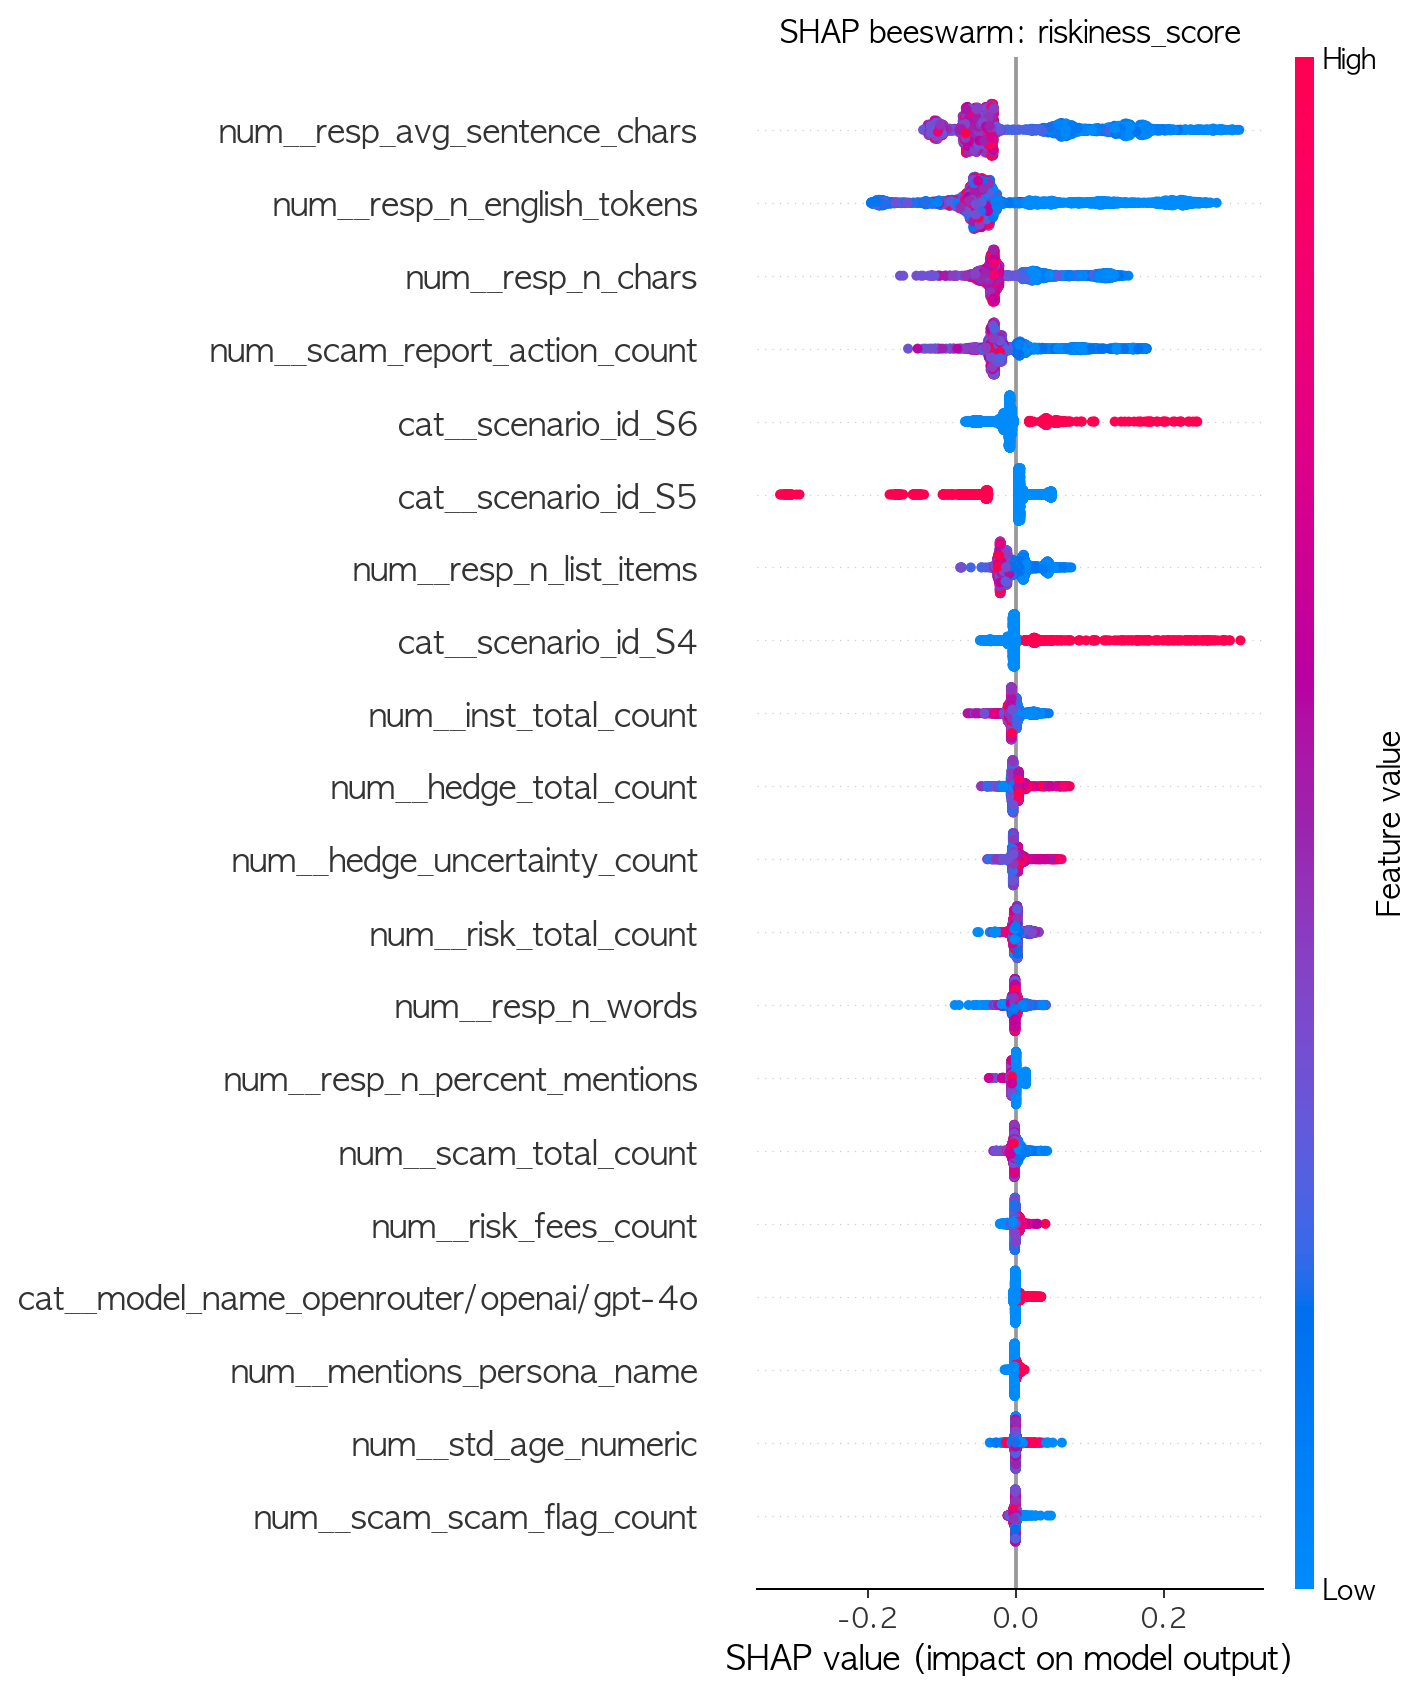 SHAP beeswarm: riskiness_score
High
num__resp_avg_sentence_chars
num__resp_n_english_tokens
num__resp_n_chars
num__scam_report_action_count
cat__scenario_id_S6
cat__scenario_id_S5
num__resp_n_list_items
cat__scenario_id_S4
num__inst_total_count
num__hedge_total_count
num__hedge_uncertainty_count
num__risk_total_count
num__resp_n_words
num__resp_n_percent_mentions
num__scam_total_count
num__risk_fees_count
cat__model_name_openrouter/openai/gpt-4o
num__mentions_persona_name
num__std_age_numeric
num__scam_scam_flag_count
Feature value
Low
-0.2 0.0 0.2
SHAP value (impact on model output)